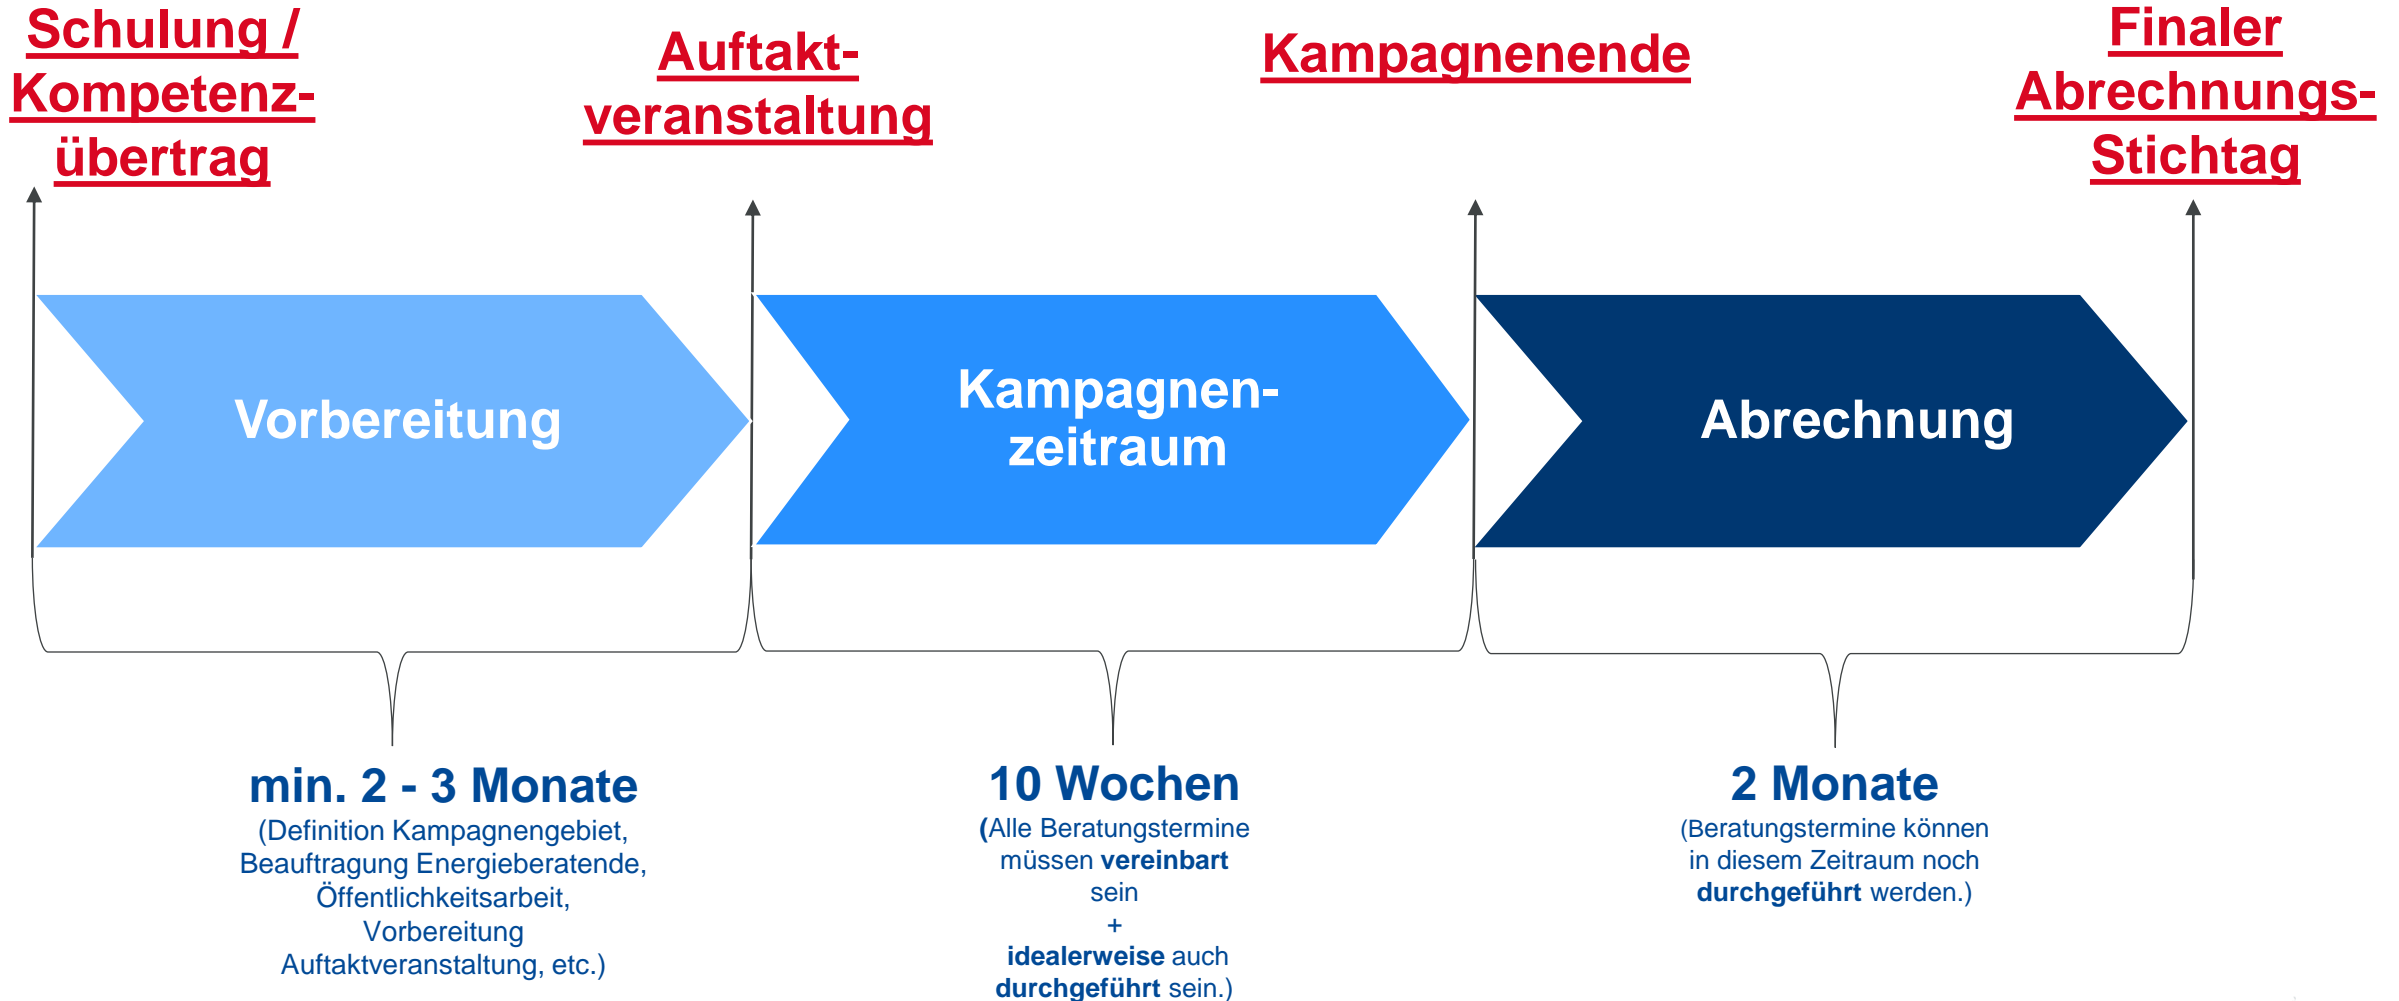 Schulung /
Kompetenz-
übertrag
Auftakt-
veranstaltung
Kampagnenende
Finaler
Abrechnungs-
Stichtag
Vorbereitung
Kampagnen-
zeitraum
Abrechnung
min. 2 - 3 Monate
(Definition Kampagnengebiet,
Beauftragung Energieberatende,
Öffentlichkeitsarbeit,
Vorbereitung
Auftaktveranstaltung, etc.)
10 Wochen
(Alle Beratungstermine
müssen vereinbart
sein
+
idealerweise auch
durchgeführt sein.)
2 Monate
(Beratungstermine können
in diesem Zeitraum noch
durchgeführt werden.)